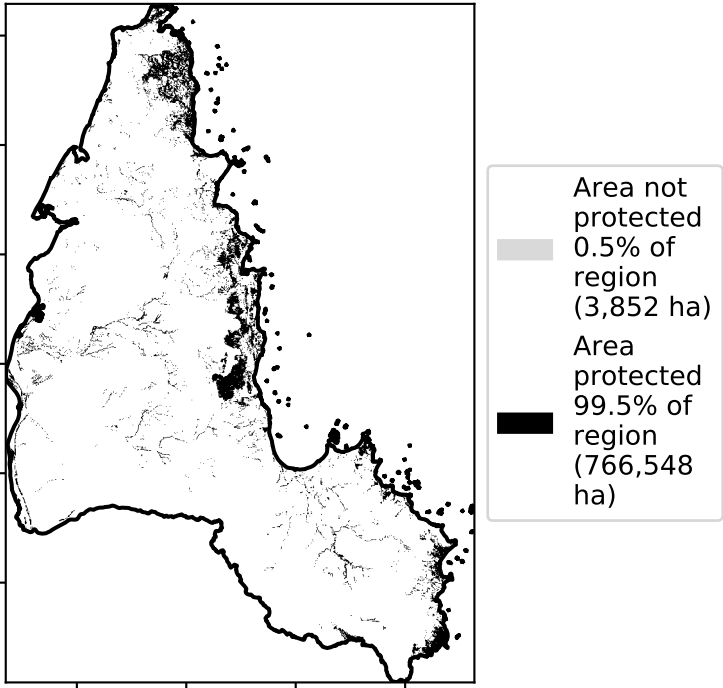 Area not
protected
0.5% of
region
(3,852 ha)
Area
protected
99.5% of
region
(766,548
ha)